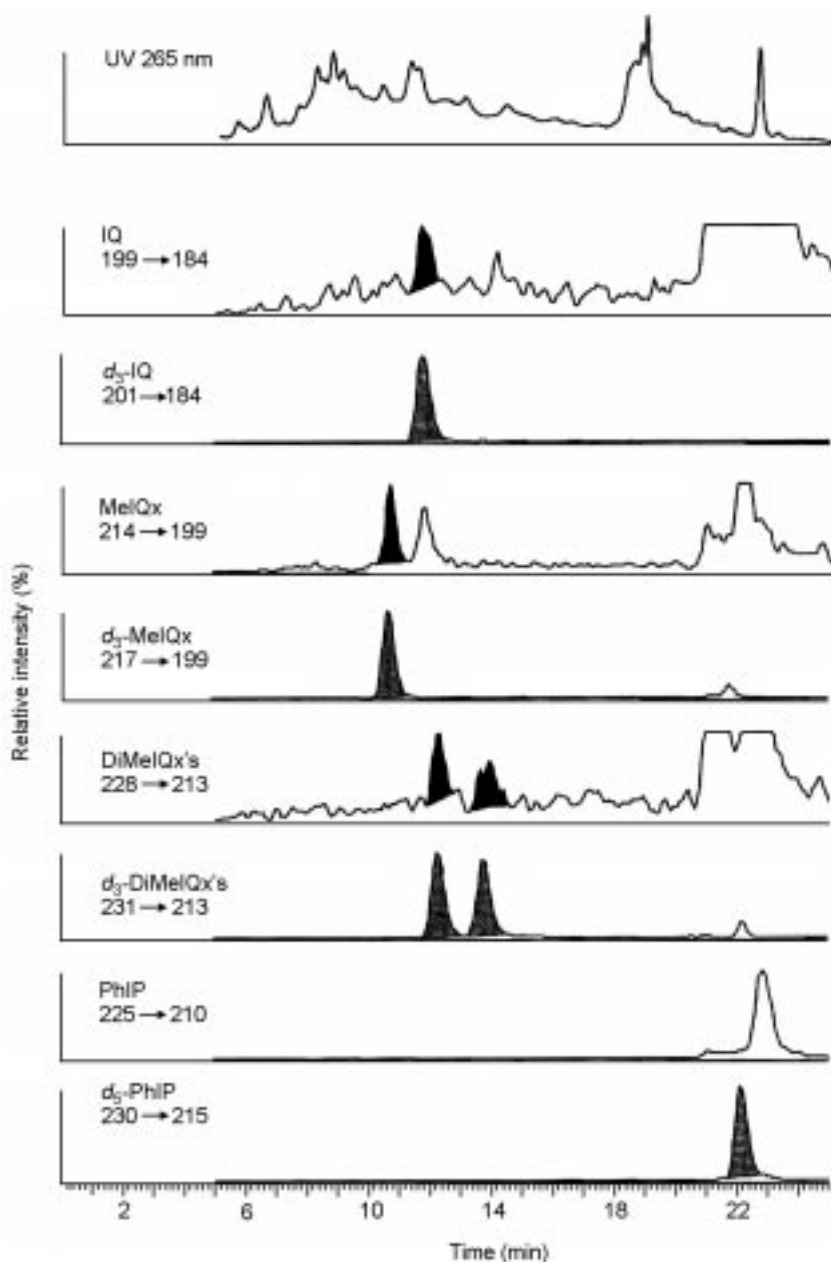 UV 265 nm
IQ
199 → 184
d₃-IQ
201 → 184
MeIQx
214 → 199
d₃-MeIQx
217 → 199
DiMeIQx's
228 → 213
d₃-DiMeIQx's
231 → 213
PhIP
225 → 210
d₅-PhIP
230 → 215
Relative intensity (%)
2 6 10 14 18 22
Time (min)